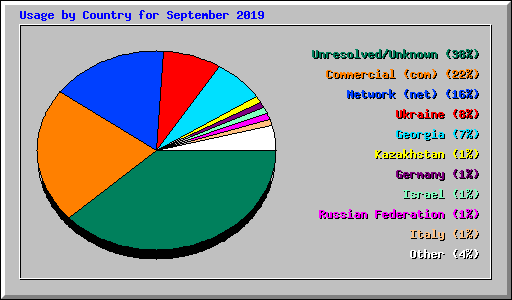 Usage by Country for September 2019
Unresolved/Unknown (38%)
Commercial (com) (22%)
Network (net) (16%)
Ukraine (8%)
Georgia (7%)
Kazakhstan (1%)
Germany (1%)
Israel (1%)
Russian Federation (1%)
Italy (1%)
Other (4%)